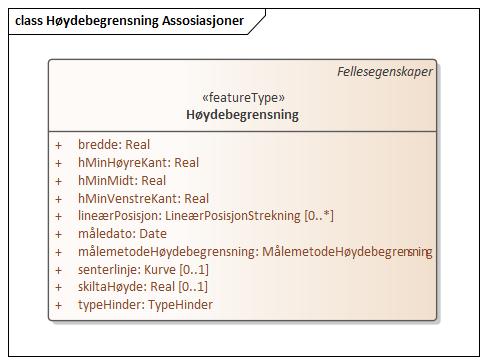 class Høydebegrensning Assosiasjoner
Fellesegenskaper
«featureType»
Høydebegrensning
+ bredde: Real
+ hMinHøyreKant: Real
+ hMinMidt: Real
+ hMinVenstreKant: Real
+ lineærPosisjon: LineærPosisjonStrekning [0..*]
+ måledato: Date
+ målemetodeHøydebegrensning: MålemetodeHøydebegrensning
+ senterlinje: Kurve [0..1]
+ skiltaHøyde: Real [0..1]
+ typeHinder: TypeHinder